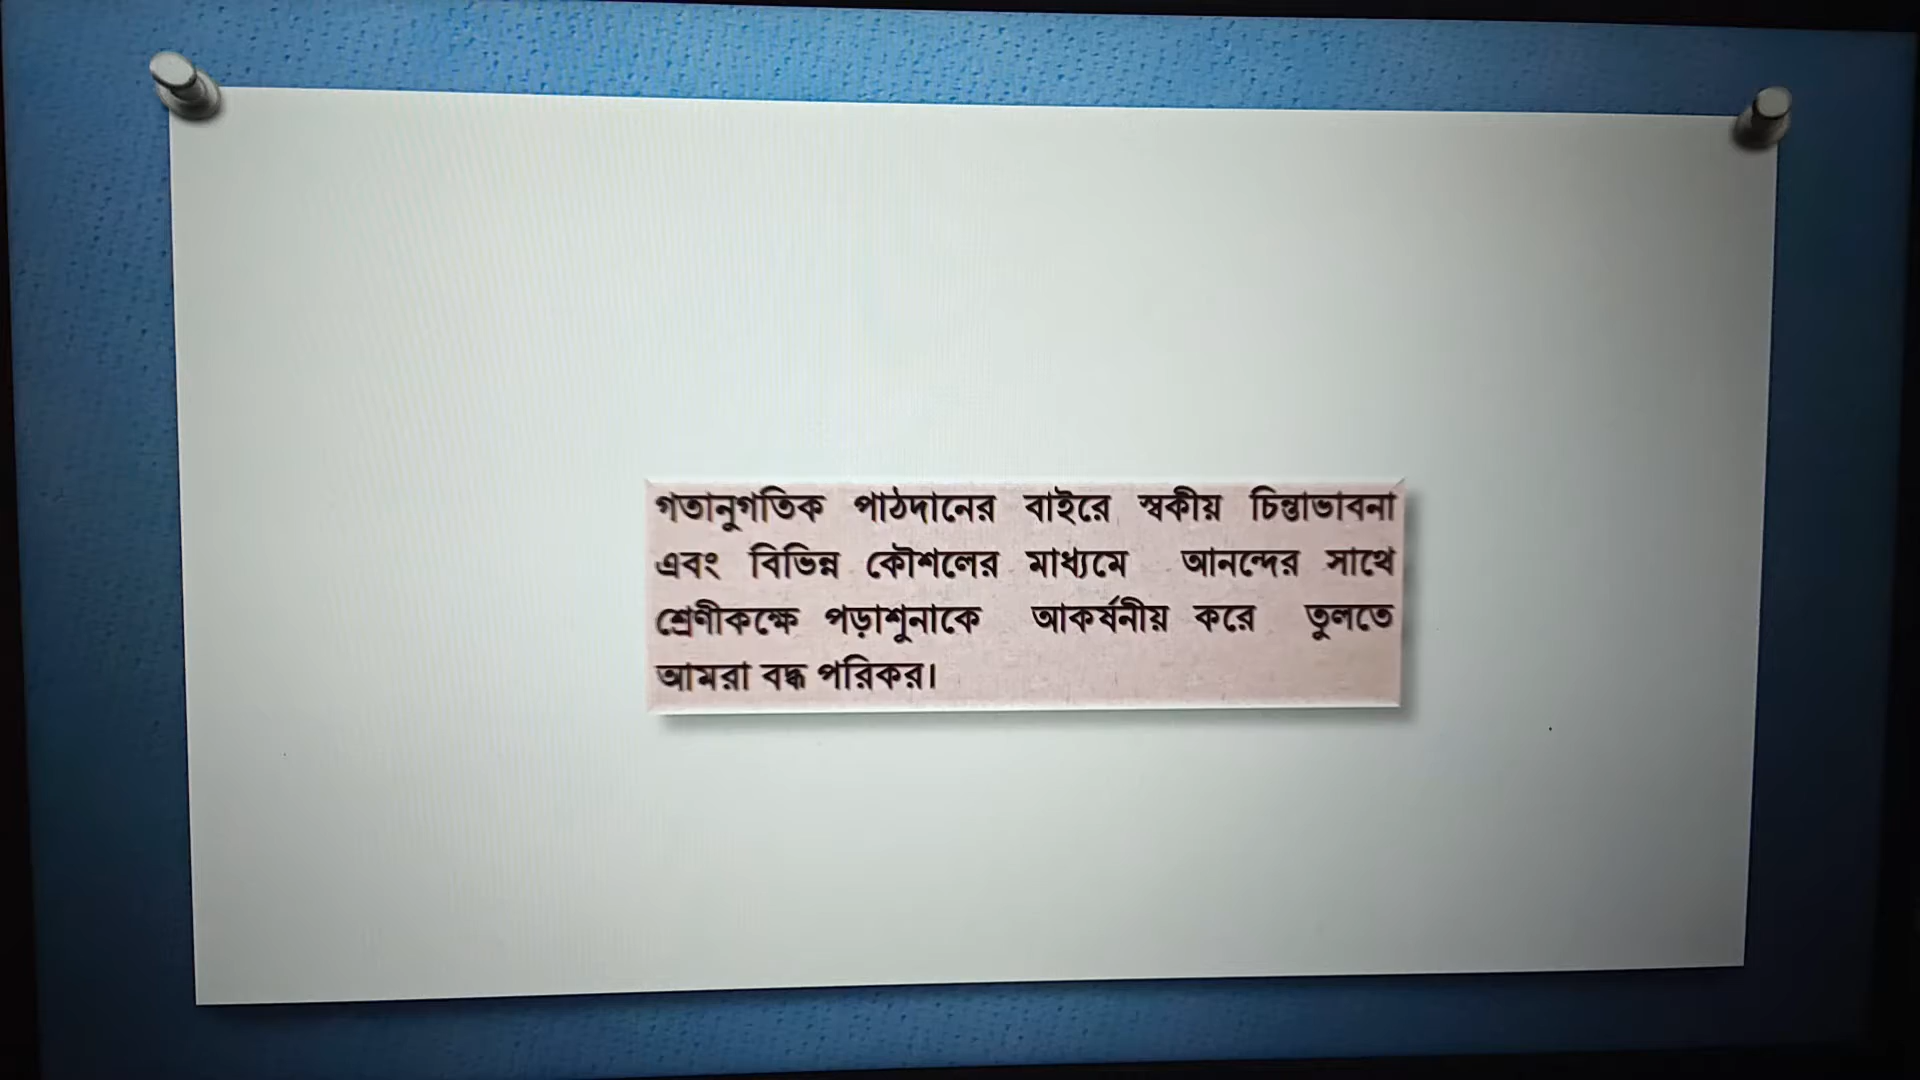 গতানুগতিক পাঠদানের বাইরে স্বকীয় চিন্তাভাবনা
এবং বিভিন্ন কৌশলের মাধ্যমে আনন্দের সাথে
শ্রেণীকক্ষে পড়াশুনাকে আকর্ষনীয় করে তুলতে
আমরা বদ্ধ পরিকর।